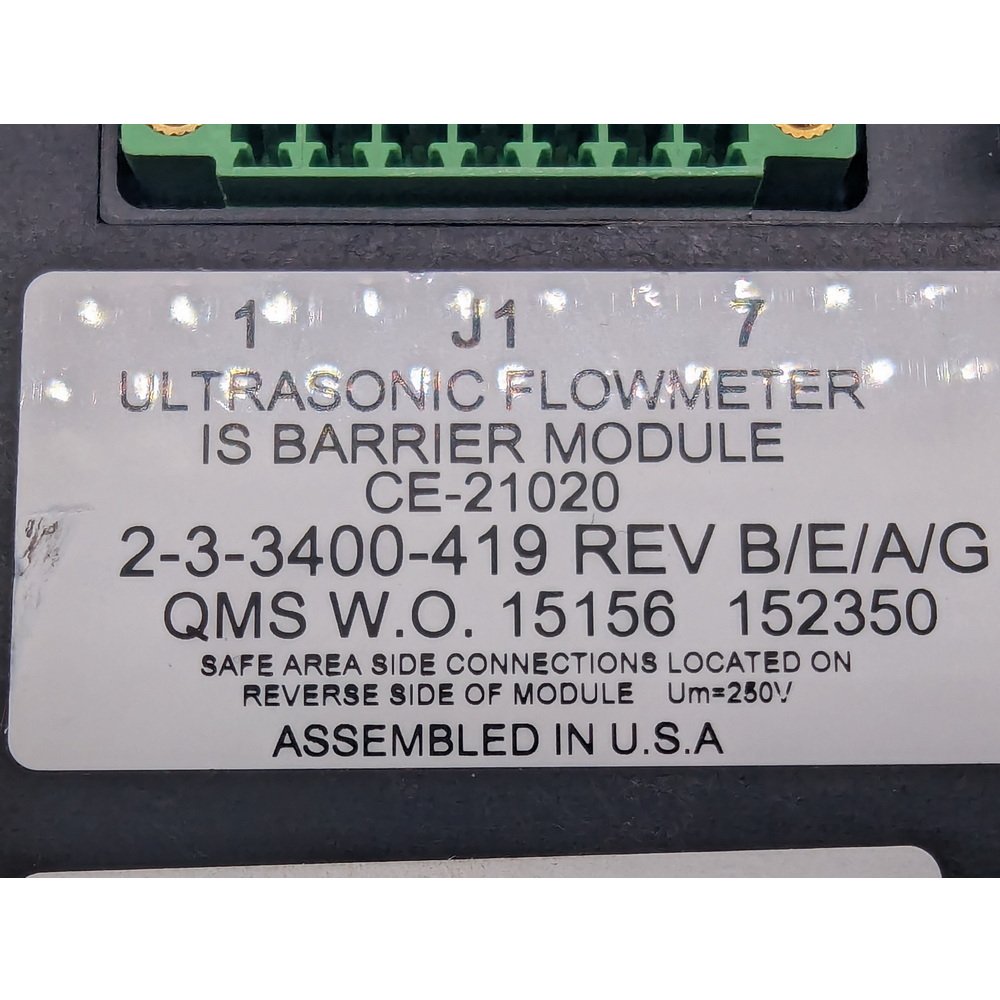 1 J1 7
ULTRASONIC FLOWMETER
IS BARRIER MODULE
CE-21020
2-3-3400-419 REV B/E/A/G
QMS W.O. 15156 152350
SAFE AREA SIDE CONNECTIONS LOCATED ON
REVERSE SIDE OF MODULE Um=250V
ASSEMBLED IN U.S.A